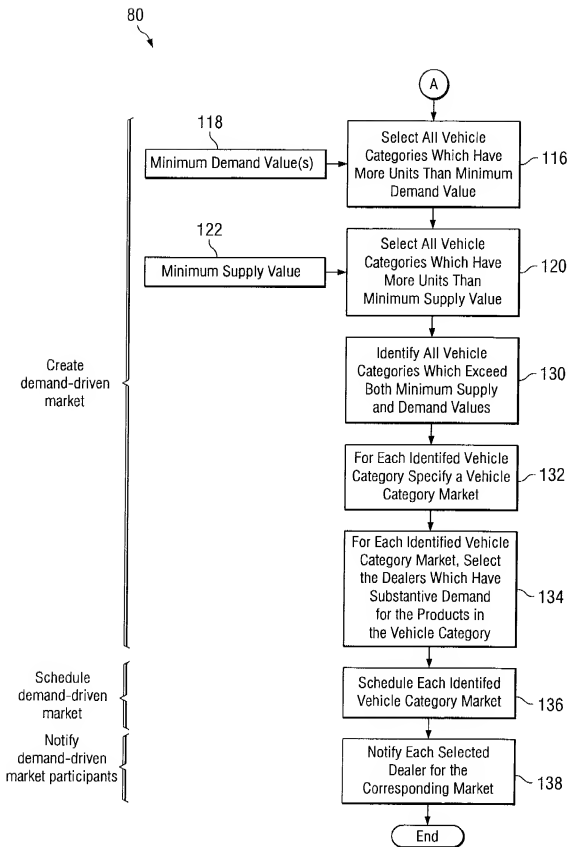 80
A
118
Minimum Demand Value(s)
Select All Vehicle
Categories Which Have
More Units Than Minimum
Demand Value
116
122
Minimum Supply Value
Select All Vehicle
Categories Which Have
More Units Than
Minimum Supply Value
120
Create
demand-driven
market
Identify All Vehicle
Categories Which Exceed
Both Minimum Supply
and Demand Values
130
For Each Identifed Vehicle
Category Specify a Vehicle
Category Market
132
For Each Identified Vehicle
Category Market, Select
the Dealers Which Have
Substantive Demand
for the Products in
the Vehicle Category
134
Schedule
demand-driven
market
Schedule Each Identifed
Vehicle Category Market
136
Notify
demand-driven
market participants
Notify Each Selected
Dealer for the
Corresponding Market
138
End